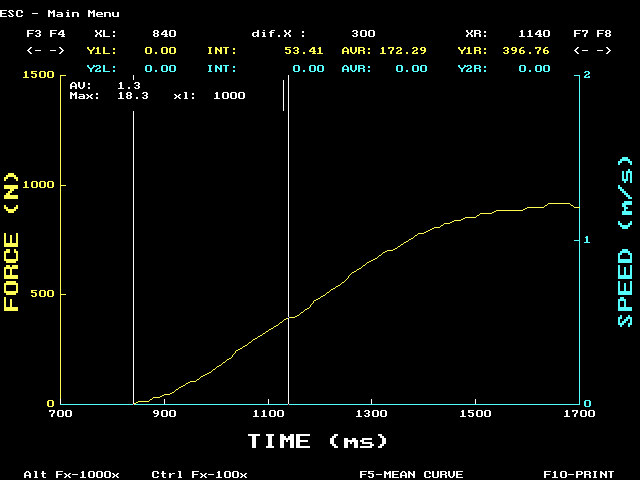 ESC - Main Menu
F3 F4 XL: 840 dif.X : 300 XR: 1140 F7 F8
<- -> Y1L: 0.00 INT: 53.41 AVR: 172.29 Y1R: 396.76 <- ->
Y2L: 0.00 INT: 0.00 AVR: 0.00 Y2R: 0.00
1500 2
AV: 1.3
Max: 18.3 xl: 1000
1000
1
500
0 0
FORCE (N)
SPEED (m/s)
700 900 1100 1300 1500 1700
TIME (ms)
Alt Fx-1000x Ctrl Fx-100x F5-MEAN CURVE F10-PRINT